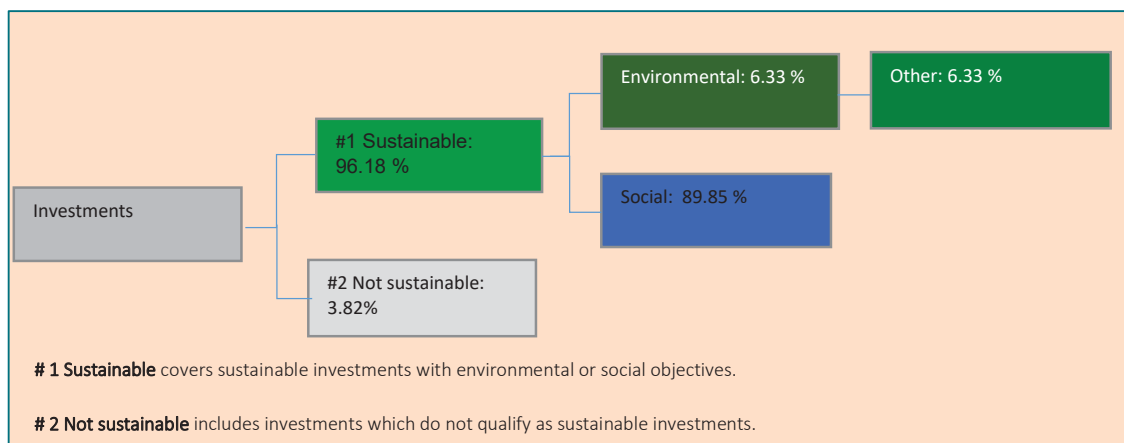 Environmental: 6.33 %
Other: 6.33 %
#1 Sustainable:
96.18 %
Social:  89.85 %
Investments
#2 Not sustainable:
3.82%
# 1 Sustainable covers sustainable investments with environmental or social objectives.
# 2 Not sustainable includes investments which do not qualify as sustainable investments.